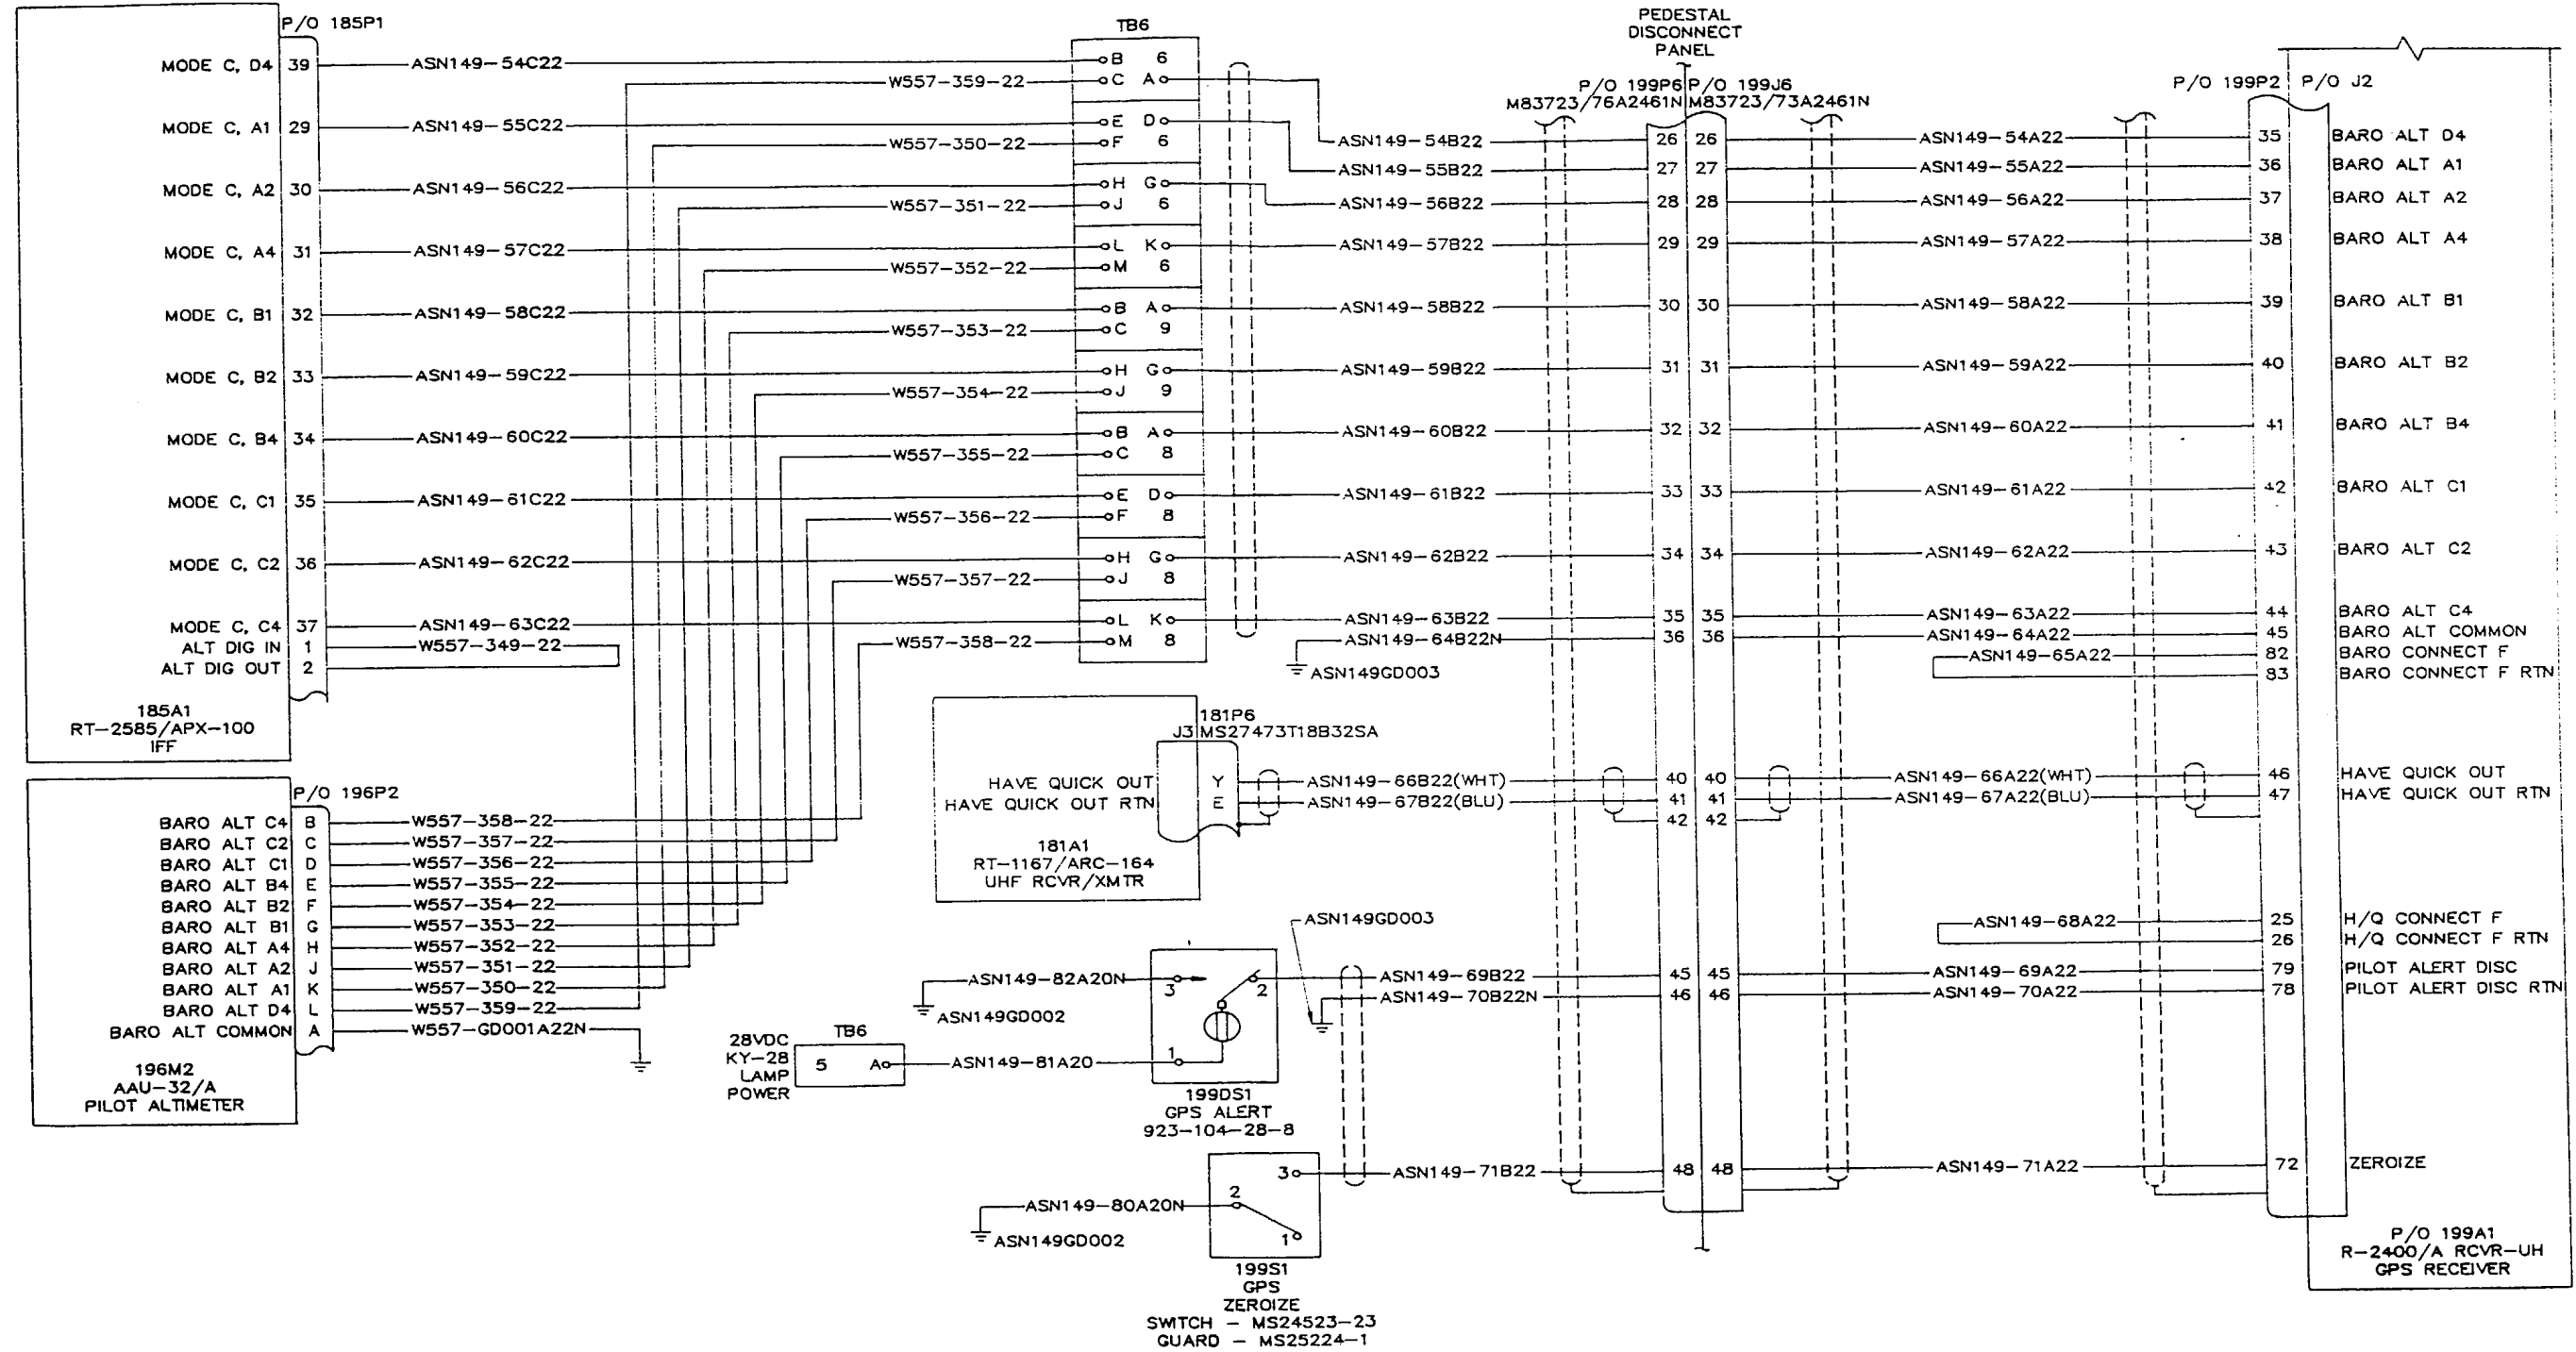 P/O 185P1
MODE C, D4 39 ASN149-54C22
MODE C, A1 29 ASN149-55C22
MODE C, A2 30 ASN149-56C22
MODE C, A4 31 ASN149-57C22
MODE C, B1 32 ASN149-58C22
MODE C, B2 33 ASN149-59C22
MODE C, B4 34 ASN149-60C22
MODE C, C1 35 ASN149-61C22
MODE C, C2 36 ASN149-62C22
MODE C, C4 37 ASN149-63C22
ALT DIG IN 1 W557-349-22
ALT DIG OUT 2
185A1
RT-2585/APX-100
IFF
P/O 196P2
BARO ALT C4 B W557-358-22
BARO ALT C2 C W557-357-22
BARO ALT C1 D W557-356-22
BARO ALT B4 E W557-355-22
BARO ALT B2 F W557-354-22
BARO ALT B1 G W557-353-22
BARO ALT A4 H W557-352-22
BARO ALT A2 J W557-351-22
BARO ALT A1 K W557-350-22
BARO ALT D4 L W557-359-22
BARO ALT COMMON A W557-GD001A22N
196M2
AAU-32/A
PILOT ALTIMETER
TB6
B 6
W557-359-22 C A
E D
W557-350-22 F 6
H G
W557-351-22 J 6
L K
W557-352-22 M 6
B A
W557-353-22 C 9
H G
W557-354-22 J 9
B A
W557-355-22 C 8
E D
W557-356-22 F 8
H G
W557-357-22 J 8
L K
W557-358-22 M 8
PEDESTAL
DISCONNECT
PANEL
P/O 199P6 P/O 199J6
M83723/76A2461N M83723/73A2461N
P/O 199P2 P/O J2
ASN149-54B22 26 26 ASN149-54A22 35 BARO ALT D4
ASN149-55B22 27 27 ASN149-55A22 36 BARO ALT A1
ASN149-56B22 28 28 ASN149-56A22 37 BARO ALT A2
ASN149-57B22 29 29 ASN149-57A22 38 BARO ALT A4
ASN149-58B22 30 30 ASN149-58A22 39 BARO ALT B1
ASN149-59B22 31 31 ASN149-59A22 40 BARO ALT B2
ASN149-60B22 32 32 ASN149-60A22 41 BARO ALT B4
ASN149-61B22 33 33 ASN149-61A22 42 BARO ALT C1
ASN149-62B22 34 34 ASN149-62A22 43 BARO ALT C2
ASN149-63B22 35 35 ASN149-63A22 44 BARO ALT C4
ASN149-64B22N 36 36 ASN149-64A22 45 BARO ALT COMMON
ASN149GD003
ASN149-65A22 82 BARO CONNECT F
83 BARO CONNECT F RTN
181P6
J3 MS27473T18B32SA
HAVE QUICK OUT Y ASN149-66B22(WHT) 40 40 ASN149-66A22(WHT) 46 HAVE QUICK OUT
HAVE QUICK OUT RTN E ASN149-67B22(BLU) 41 41 ASN149-67A22(BLU) 47 HAVE QUICK OUT RTN
42 42
181A1
RT-1167/ARC-164
UHF RCVR/XMTR
ASN149GD003
ASN149-68A22 25 H/Q CONNECT F
26 H/Q CONNECT F RTN
ASN149-82A20N 3 2 ASN149-69B22 45 45 ASN149-69A22 79 PILOT ALERT DISC
ASN149-70B22N 46 46 ASN149-70A22 78 PILOT ALERT DISC RTN
ASN149GD002
28VDC
KY-28
LAMP
POWER
TB6
5 A ASN149-81A20 1
199DS1
GPS ALERT
923-104-28-8
3 ASN149-71B22 48 48 ASN149-71A22 72 ZEROIZE
ASN149-80A20N 2
1
ASN149GD002
199S1
GPS
ZEROIZE
SWITCH - MS24523-23
GUARD - MS25224-1
P/O 199A1
R-2400/A RCVR-UH
GPS RECEIVER